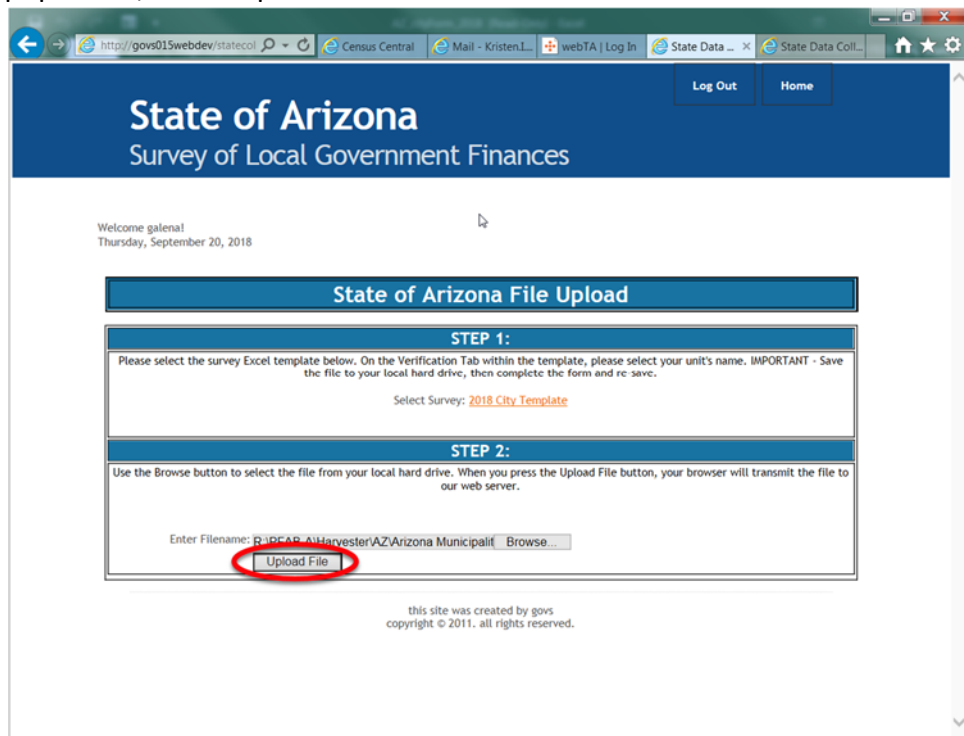 http://govs015webdev/statecol
Census Central
Mail - Kristen.I...
webTA | Log In
State Data ...
State Data Coll...
Log Out
Home
State of Arizona
Survey of Local Government Finances
Welcome galena!
Thursday, September 20, 2018
State of Arizona File Upload
STEP 1:
Please select the survey Excel template below. On the Verification Tab within the template, please select your unit's name. IMPORTANT - Save
the file to your local hard drive, then complete the form and re-save.
Select Survey: 2018 City Template
STEP 2:
Use the Browse button to select the file from your local hard drive. When you press the Upload File button, your browser will transmit the file to
our web server.
Enter Filename: R:\PFAB-A\Harvester\AZ\Arizona Municipalit Browse...
Upload File
this site was created by govs
copyright © 2011. all rights reserved.